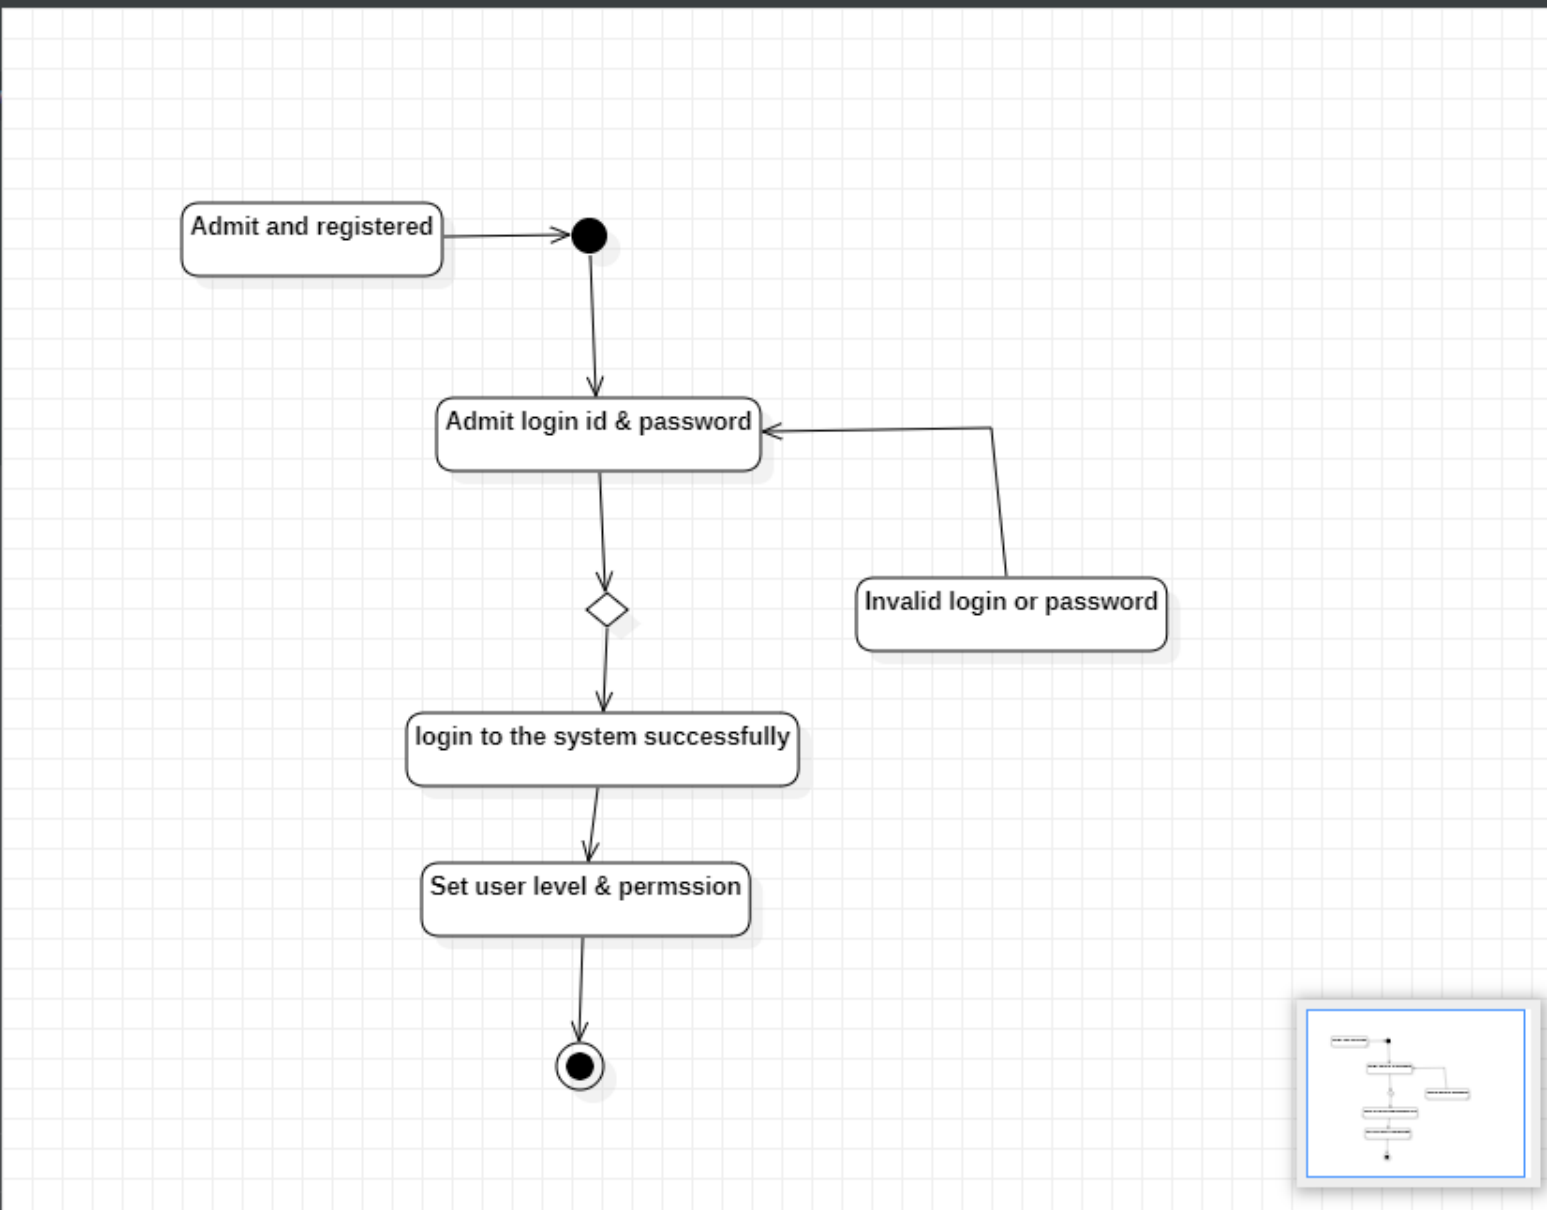 Admit and registered
Admit login id & password
Invalid login or password
login to the system successfully
Set user level & permssion